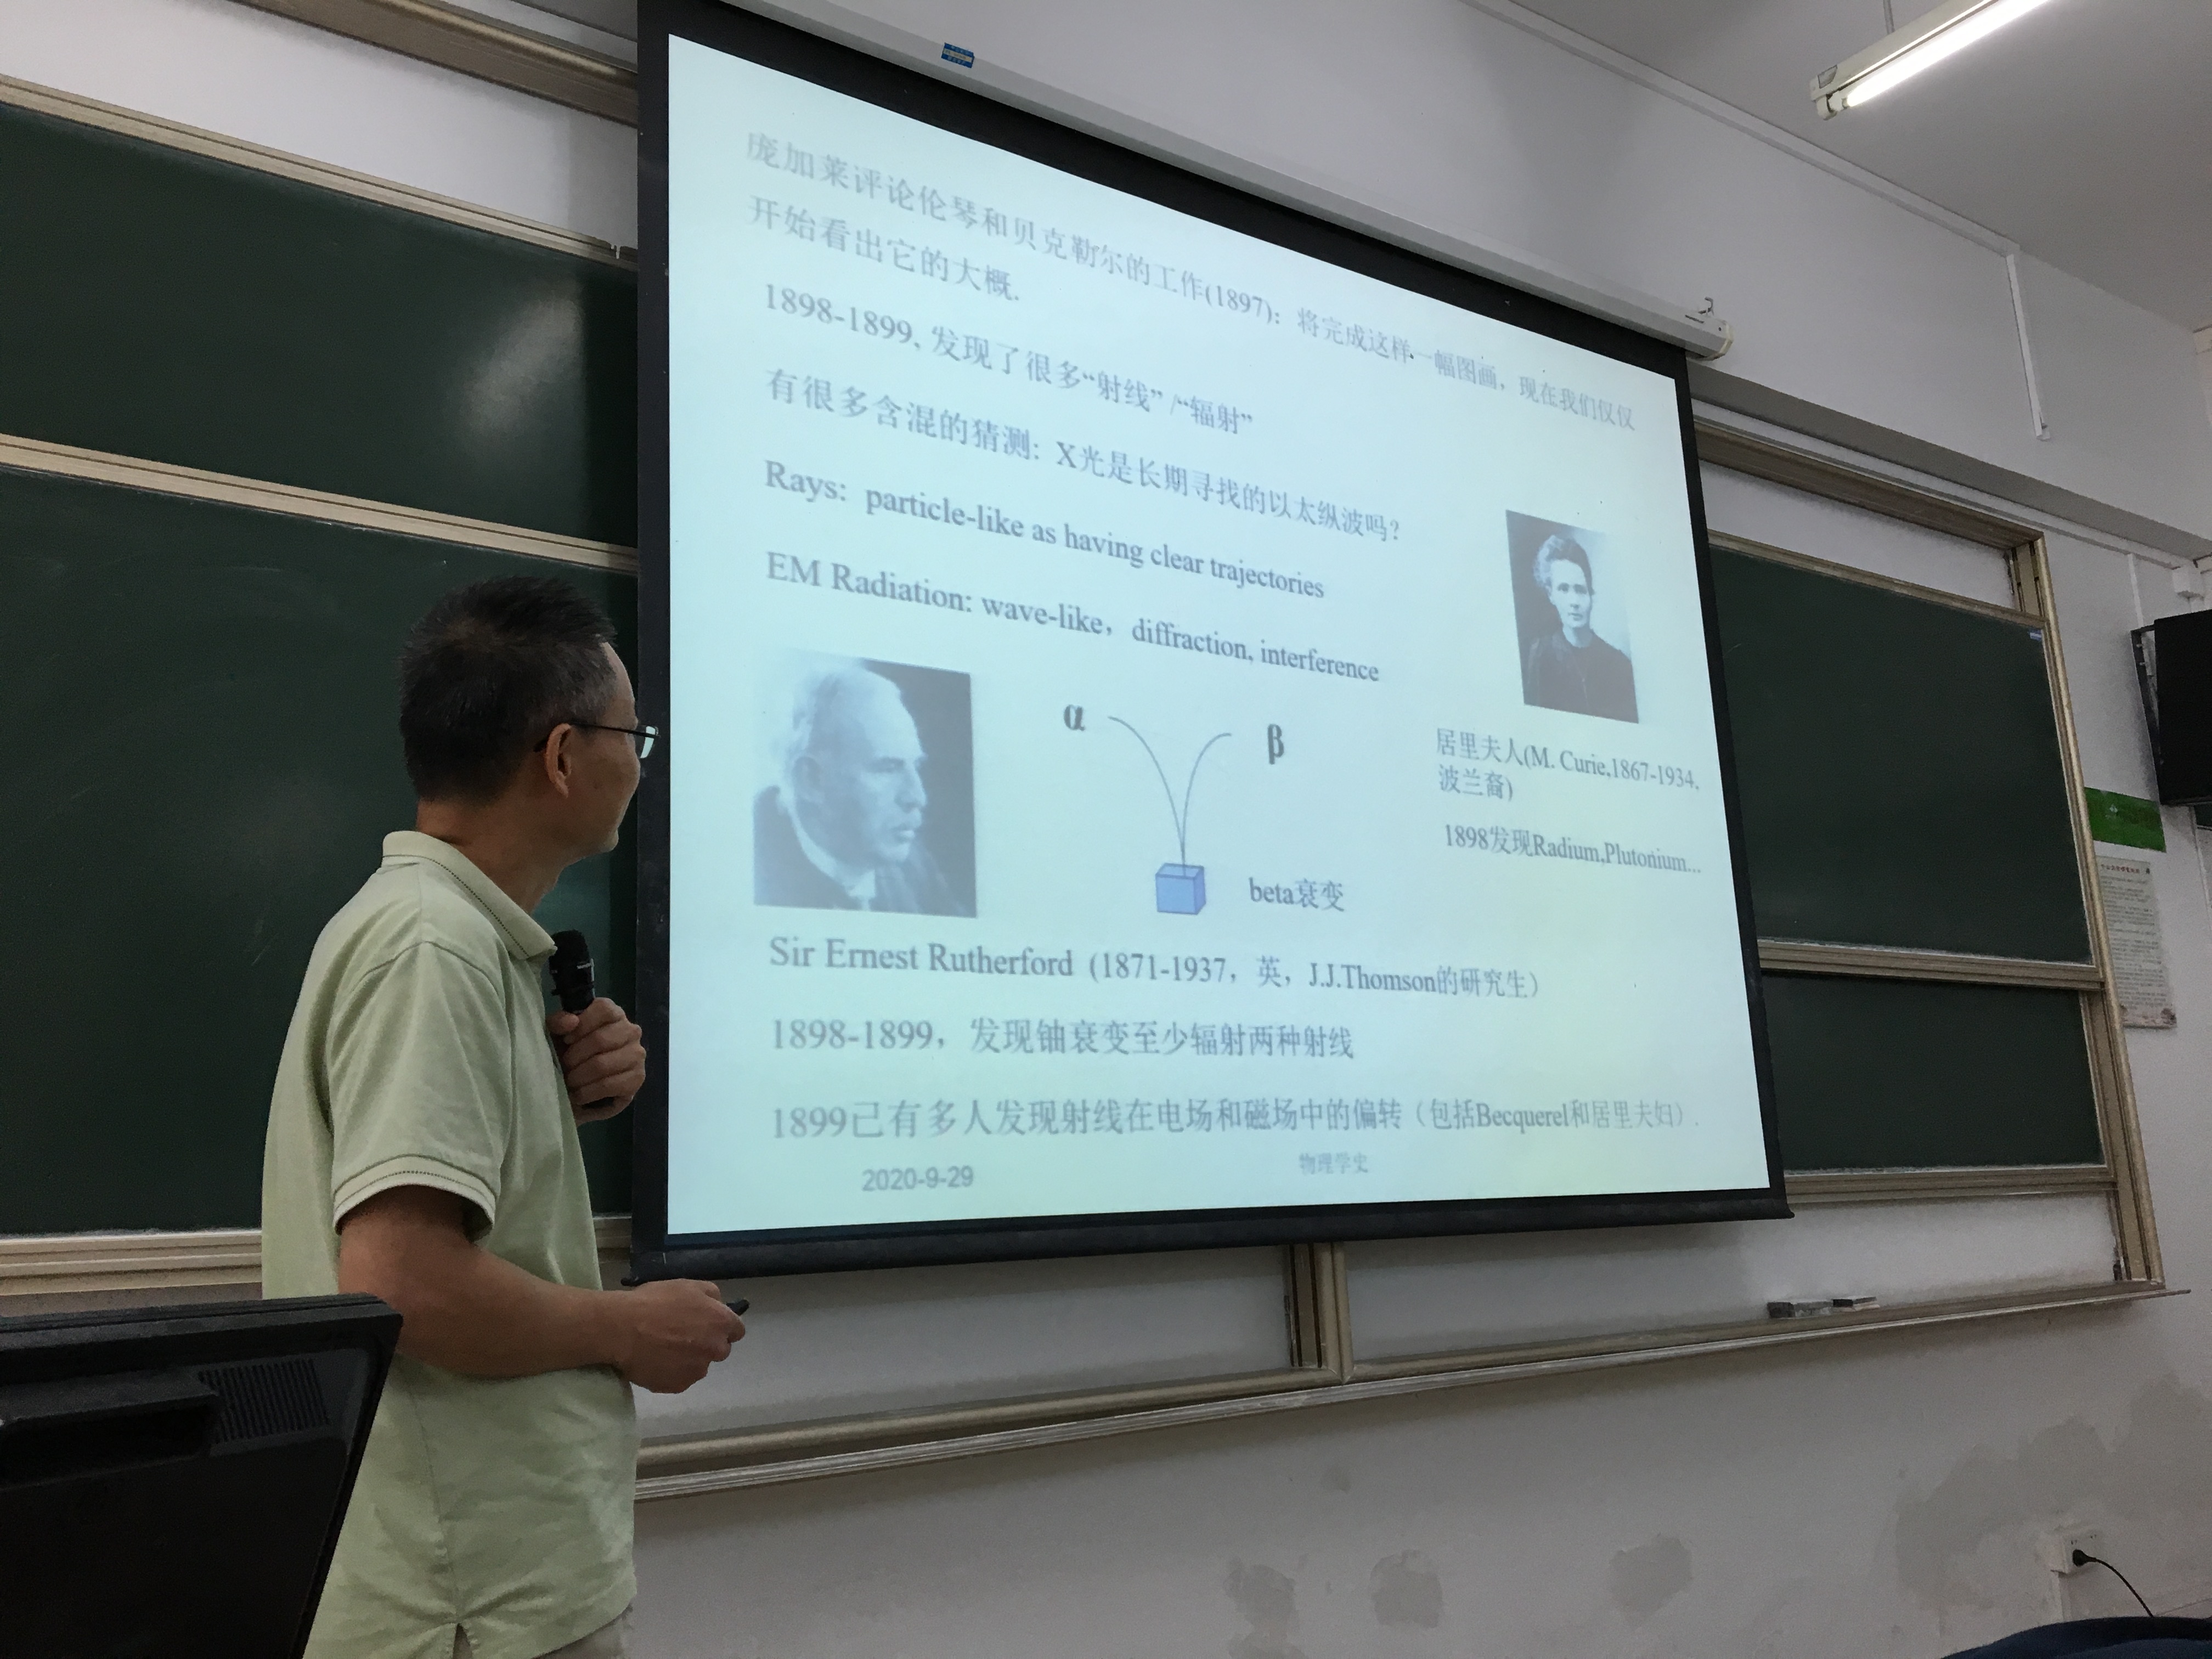 庞加莱评论伦琴和贝克勒尔的工作(1897)：将完成这样一幅图画，现在我们仅仅
开始看出它的大概.
1898-1899, 发现了很多“射线” /“辐射”
有很多含混的猜测: X光是长期寻找的以太纵波吗?
Rays: particle-like as having clear trajectories
EM Radiation: wave-like，diffraction, interference
α
β
居里夫人(M. Curie,1867-1934,
波兰裔)
1898发现Radium,Plutonium...
beta衰变
Sir Ernest Rutherford（1871-1937，英，J.J.Thomson的研究生）
1898-1899，发现铀衰变至少辐射两种射线
1899已有多人发现射线在电场和磁场中的偏转（包括Becquerel和居里夫妇）.
2020-9-29
物理学史